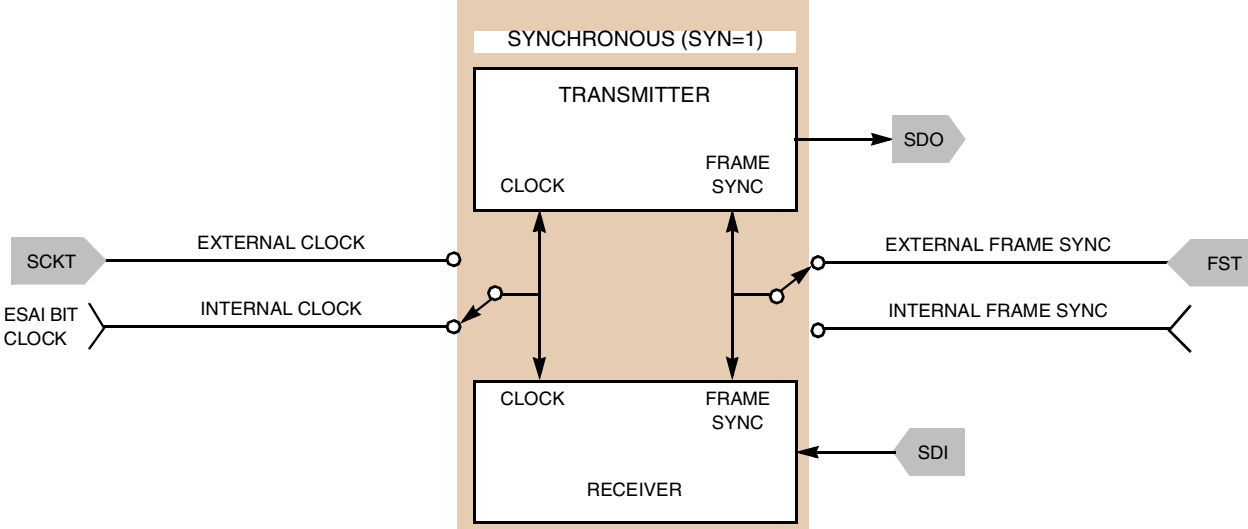 SYNCHRONOUS (SYN=1)
TRANSMITTER
SDO
FRAME
SYNC
CLOCK
EXTERNAL CLOCK
EXTERNAL FRAME SYNC
SCKT
FST
INTERNAL CLOCK
INTERNAL FRAME SYNC
ESAI BIT
CLOCK
CLOCK
FRAME
SYNC
SDI
RECEIVER